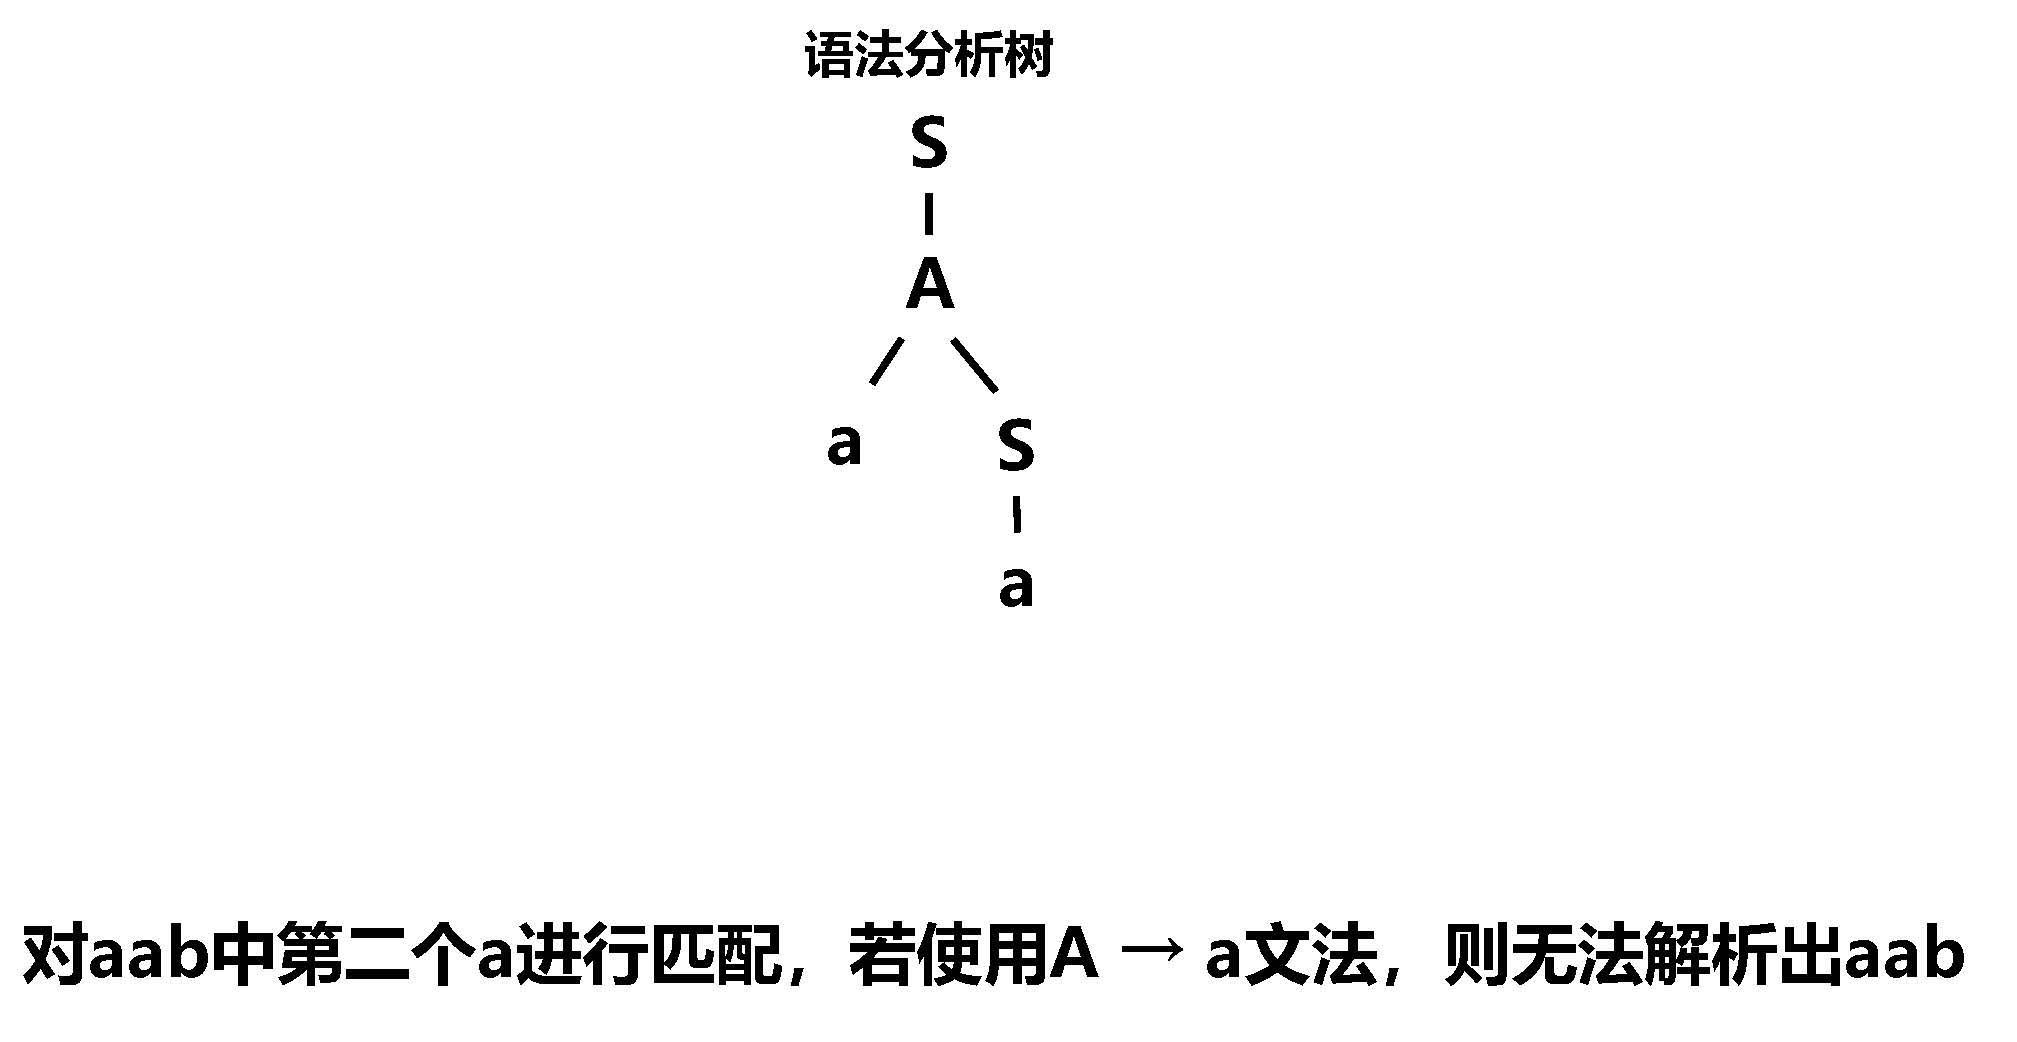 语法分析树
S
A
a S
a
对aab中第二个a进行匹配，若使用A → a文法，则无法解析出aab